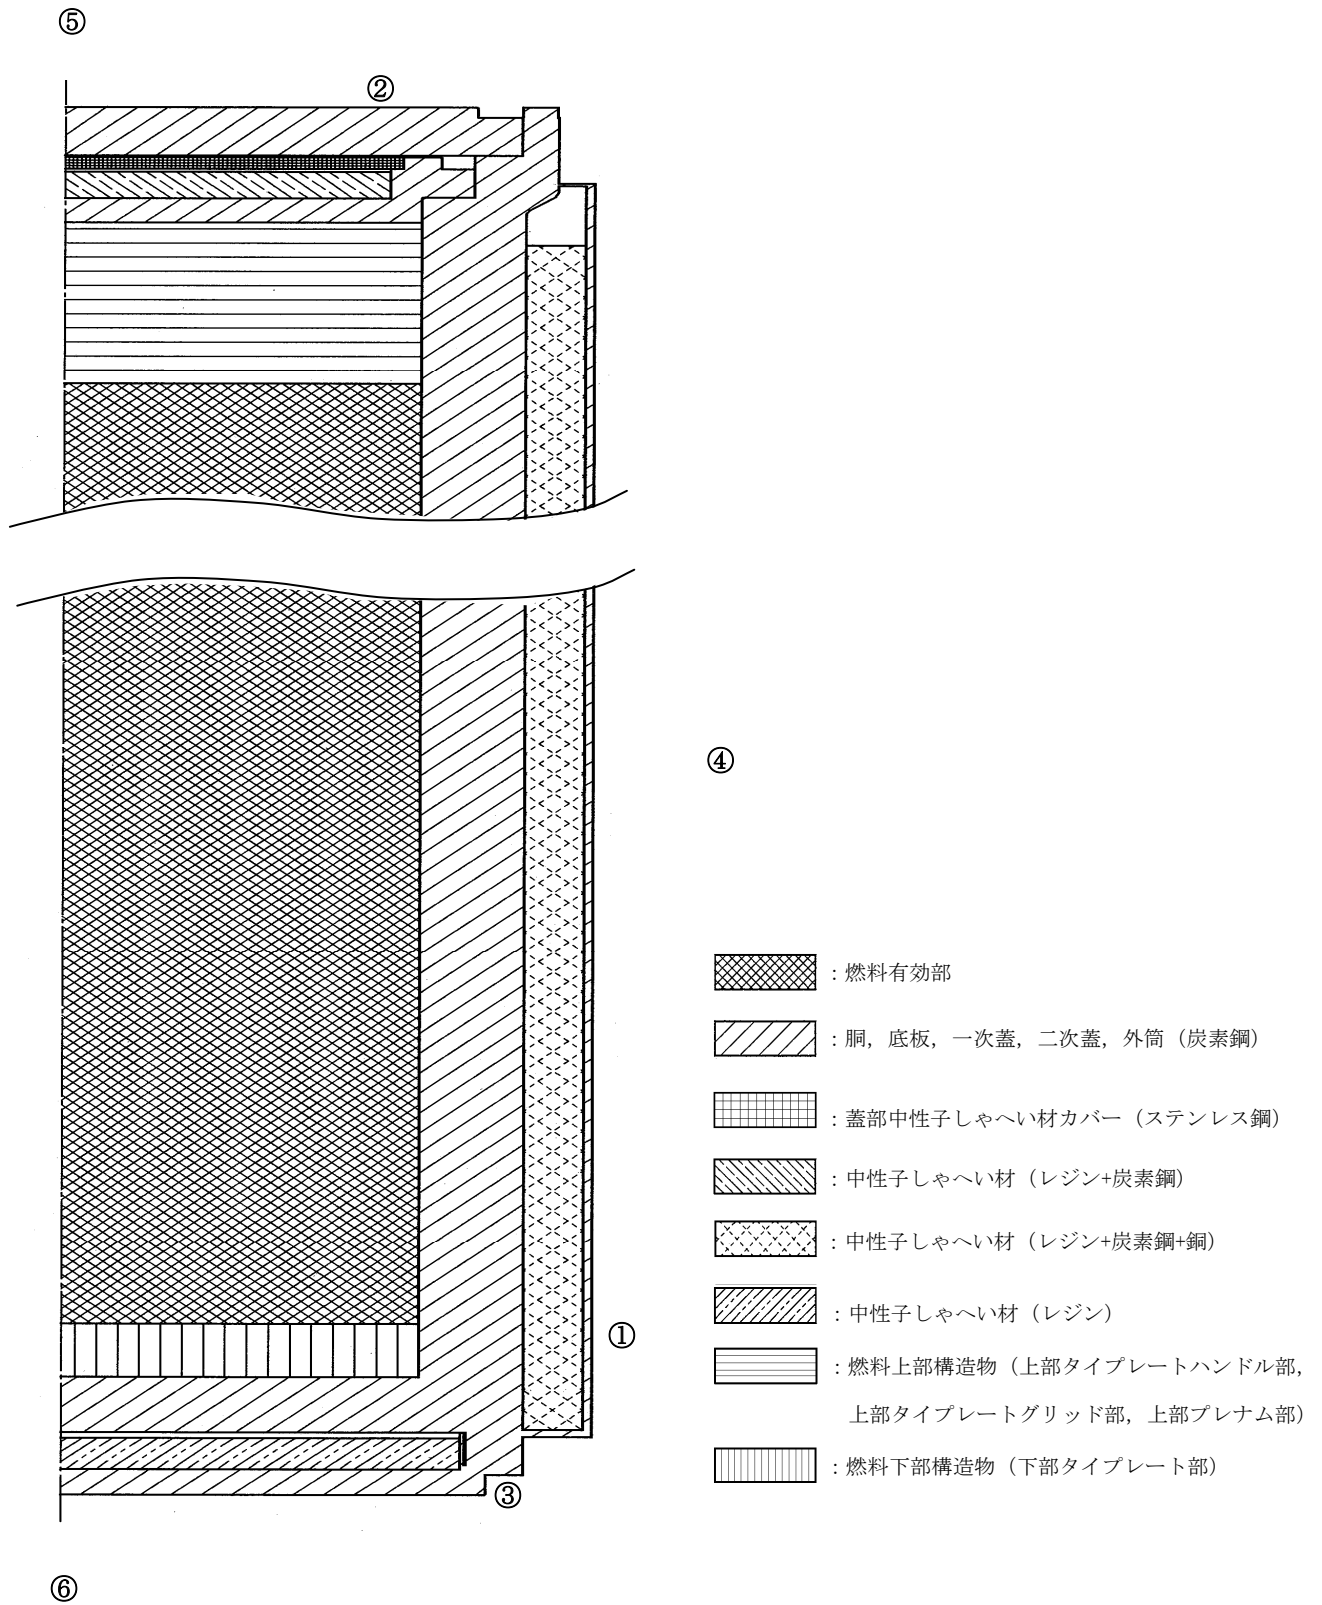 ⑤
②
④
：燃料有効部
：胴，底板，一次蓋，二次蓋，外筒（炭素鋼）
：蓋部中性子しゃへい材カバー（ステンレス鋼）
：中性子しゃへい材（レジン+炭素鋼）
：中性子しゃへい材（レジン+炭素鋼+銅）
：中性子しゃへい材（レジン）
①
：燃料上部構造物（上部タイプレートハンドル部，
上部タイプレートグリッド部，上部プレナム部）
：燃料下部構造物（下部タイプレート部）
③
⑥